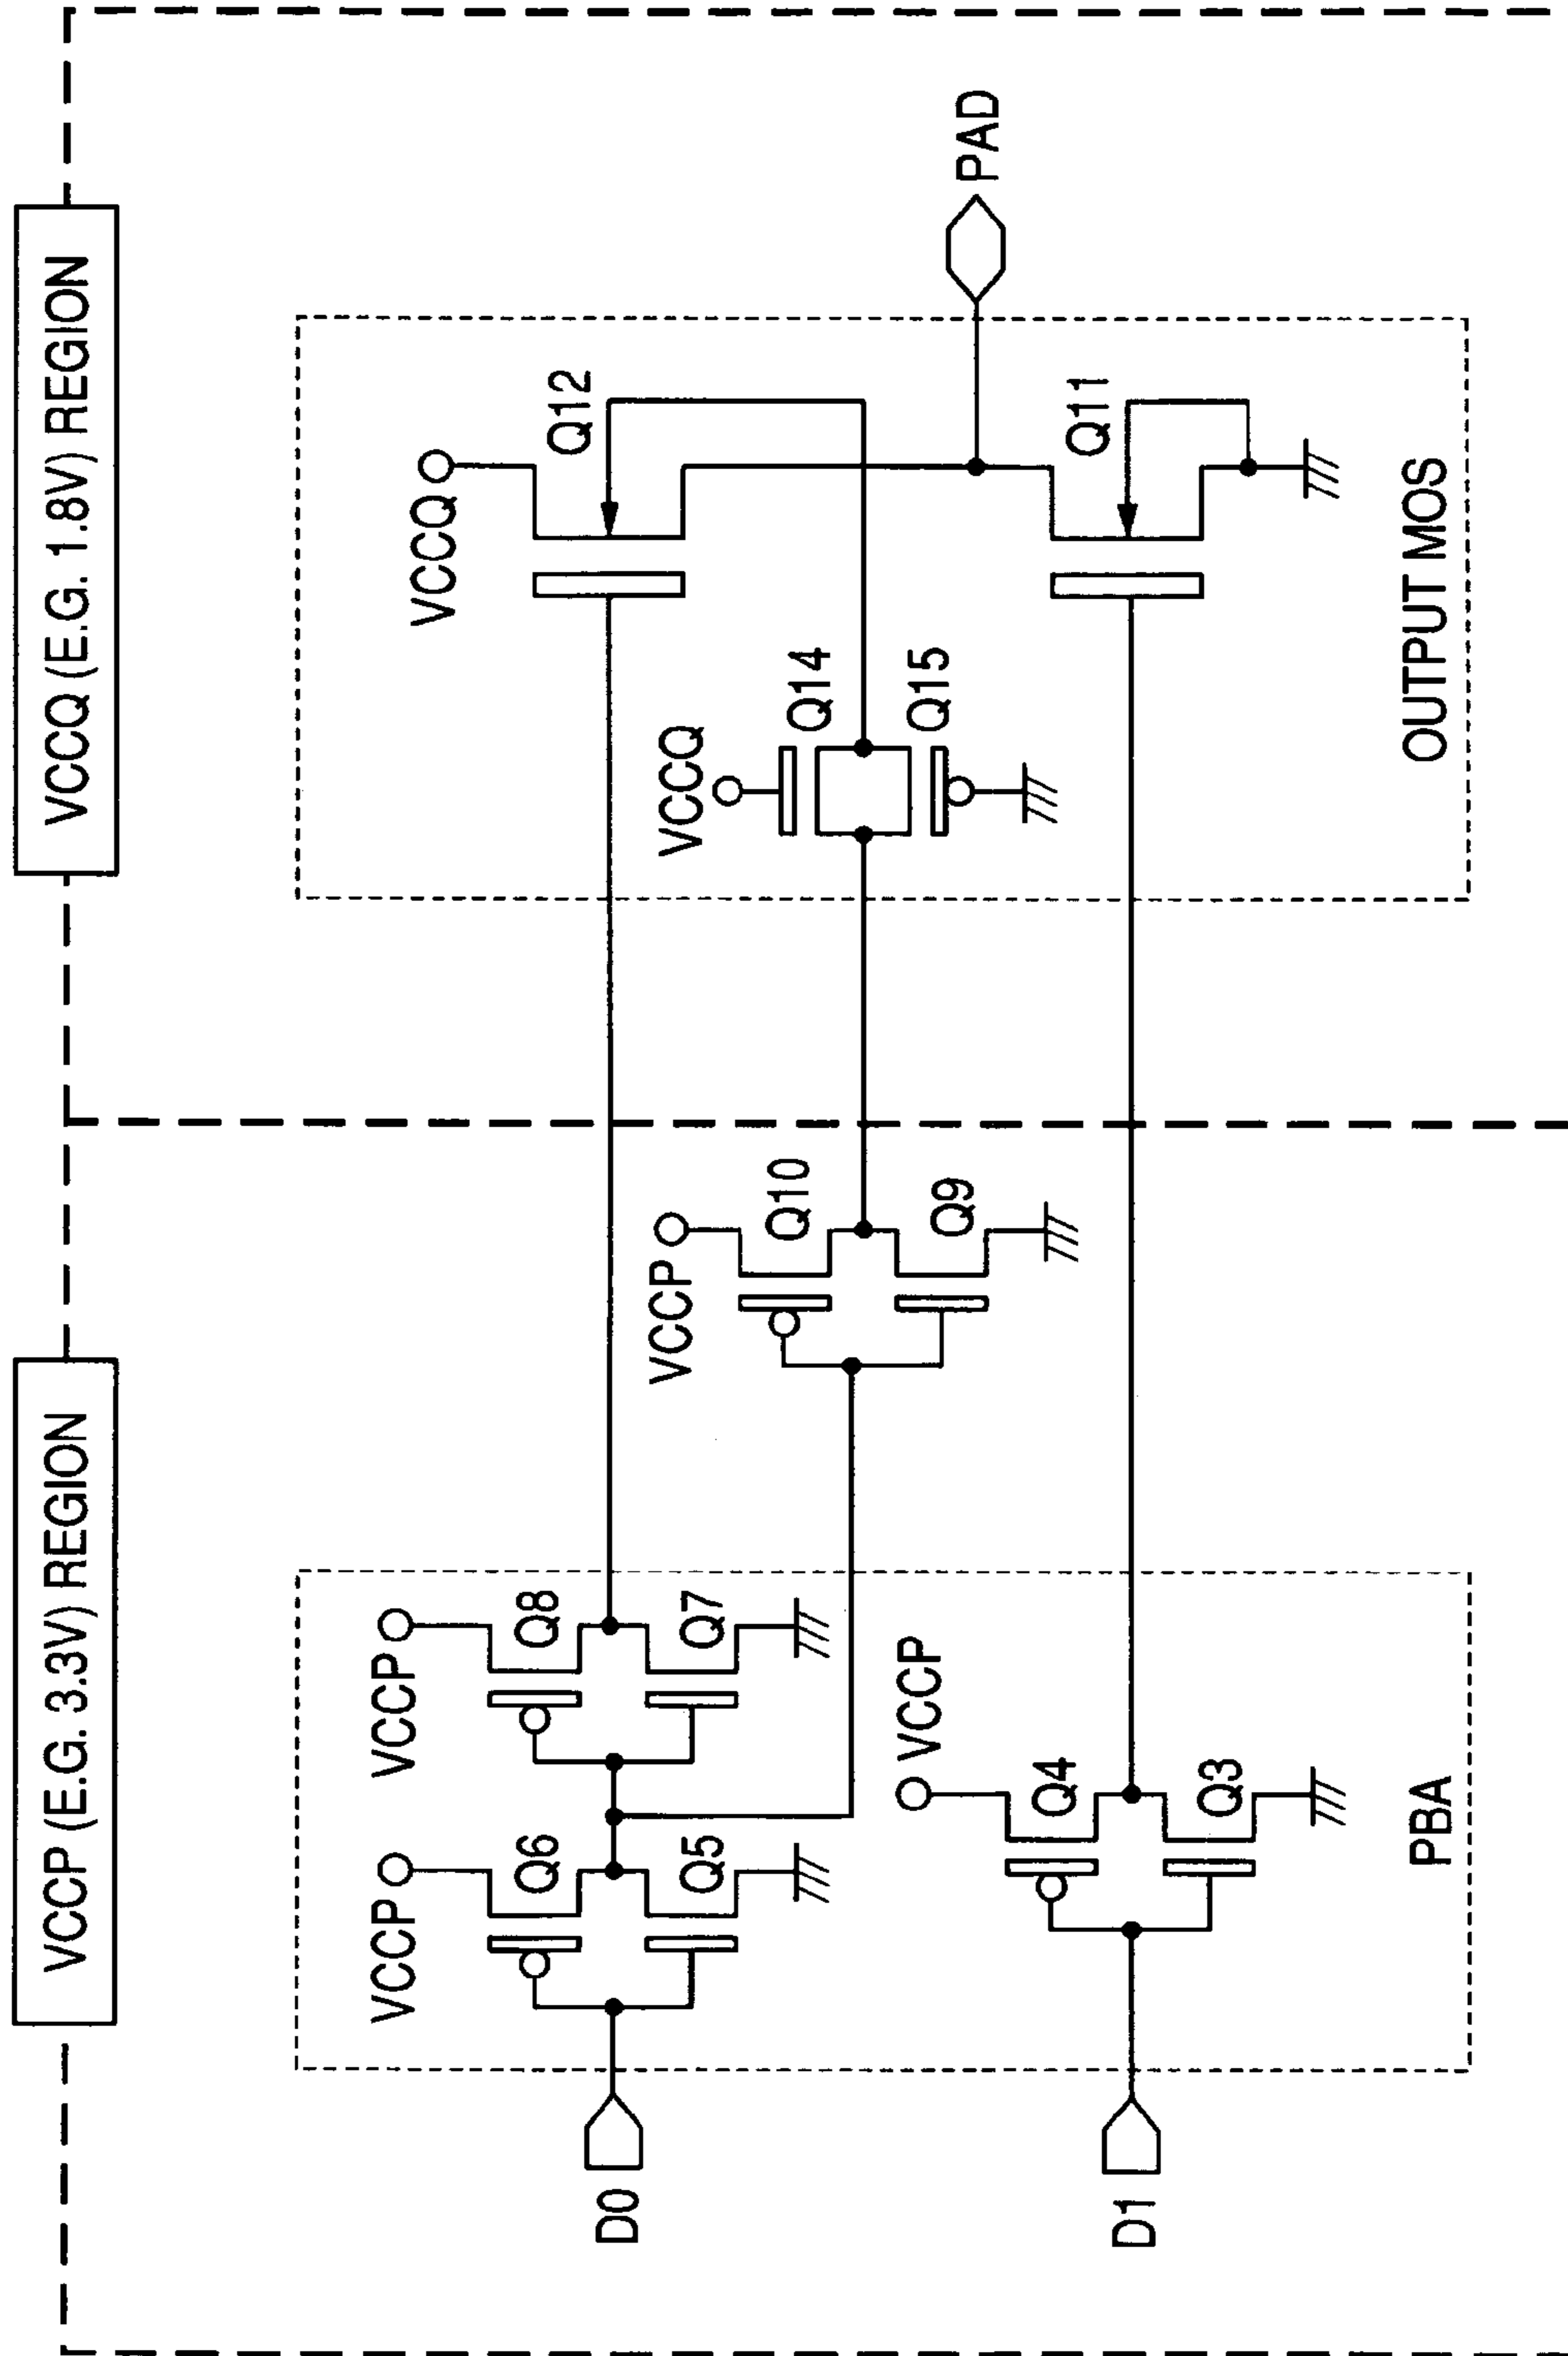 VCCP (E.G. 3.3V) REGION
VCCQ (E.G. 1.8V) REGION
D0
VCCP
Q6
Q5
VCCP
Q8
Q7
VCCP
Q10
Q9
VCCQ
Q12
VCCQ
Q14
Q15
PAD
D1
VCCP
Q4
Q3
Q11
PBA
OUTPUT MOS